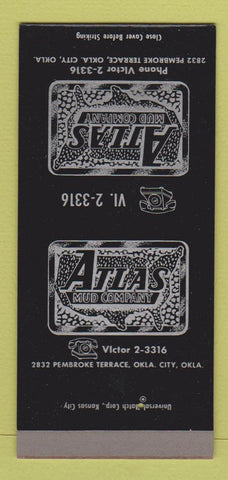 Close Cover Before Striking
2832 PEMBROKE TERRACE, OKLA. CITY, OKLA.
Phone VIctor 2-3316
ATLAS
MUD COMPANY
VI. 2-3316
ATLAS
MUD COMPANY
VIctor 2-3316
2832 PEMBROKE TERRACE, OKLA. CITY, OKLA.
Universal Match Corp., Kansas City